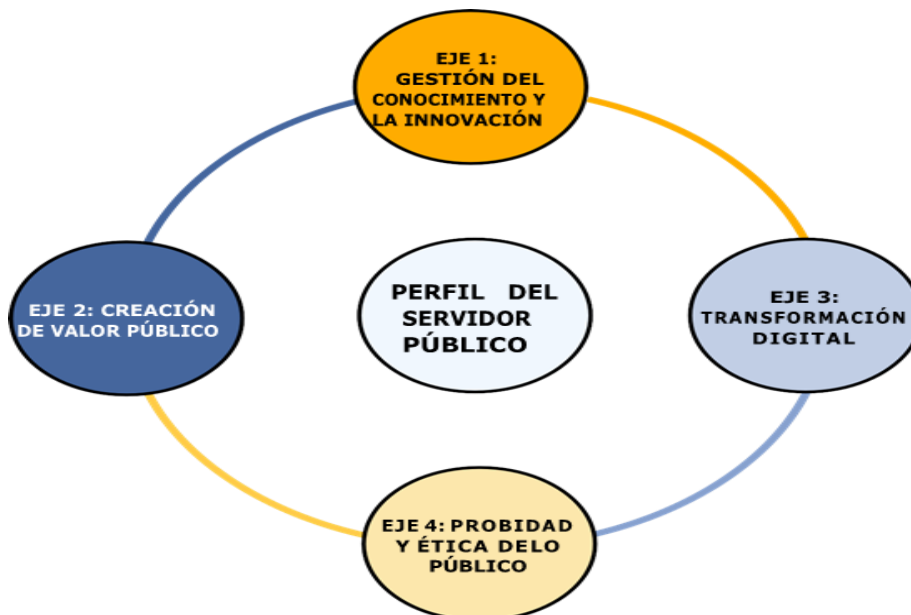 EJE 1:
GESTIÓN DEL
CONOCIMIENTO Y
LA INNOVACIÓN
EJE 2: CREACIÓN
DE VALOR PÚBLICO
PERFIL DEL
SERVIDOR
PÚBLICO
EJE 3:
TRANSFORMACIÓN
DIGITAL
EJE 4: PROBIDAD
Y ÉTICA DELO
PÚBLICO